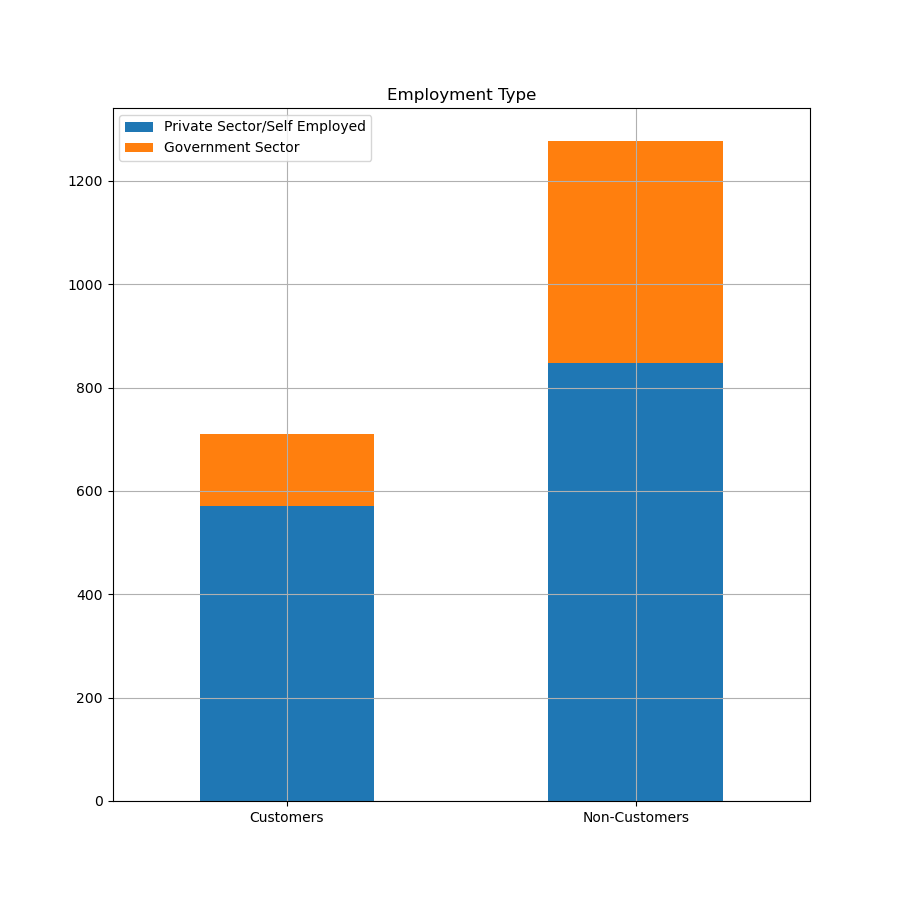 Employment Type
Private Sector/Self Employed
Government Sector
1200
1000
800
600
400
200
0
Customers
Non-Customers